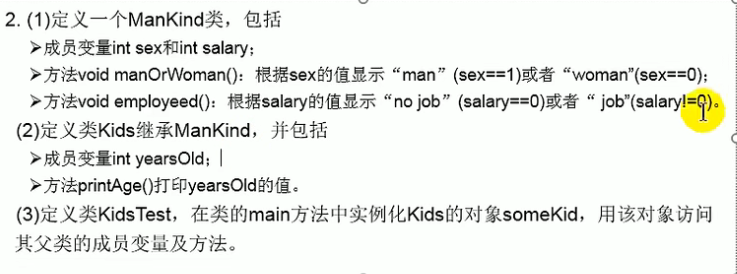 2. (1)定义一个ManKind类，包括
➢成员变量int sex和int salary；
➢方法void manOrWoman()：根据sex的值显示“man”(sex==1)或者“woman”(sex==0)；
➢方法void employeed()：根据salary的值显示“no job”(salary==0)或者“ job”(salary!=0)。
(2)定义类Kids继承ManKind，并包括
➢成员变量int yearsOld；
➢方法printAge()打印yearsOld的值。
(3)定义类KidsTest，在类的main方法中实例化Kids的对象someKid，用该对象访问
其父类的成员变量及方法。